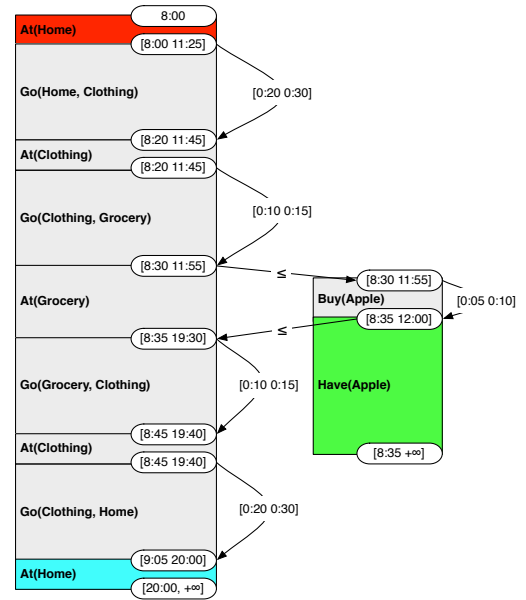 8:00
At(Home)
[8:00 11:25]
Go(Home, Clothing)
[0:20 0:30]
[8:20 11:45]
At(Clothing)
[8:20 11:45]
Go(Clothing, Grocery)
[0:10 0:15]
[8:30 11:55]
≤
[8:30 11:55]
At(Grocery)
Buy(Apple)
[0:05 0:10]
[8:35 12:00]
≤
[8:35 19:30]
Go(Grocery, Clothing)
[0:10 0:15]
Have(Apple)
[8:45 19:40]
At(Clothing)
[8:35 +∞]
[8:45 19:40]
Go(Clothing, Home)
[0:20 0:30]
[9:05 20:00]
At(Home)
[20:00, +∞]